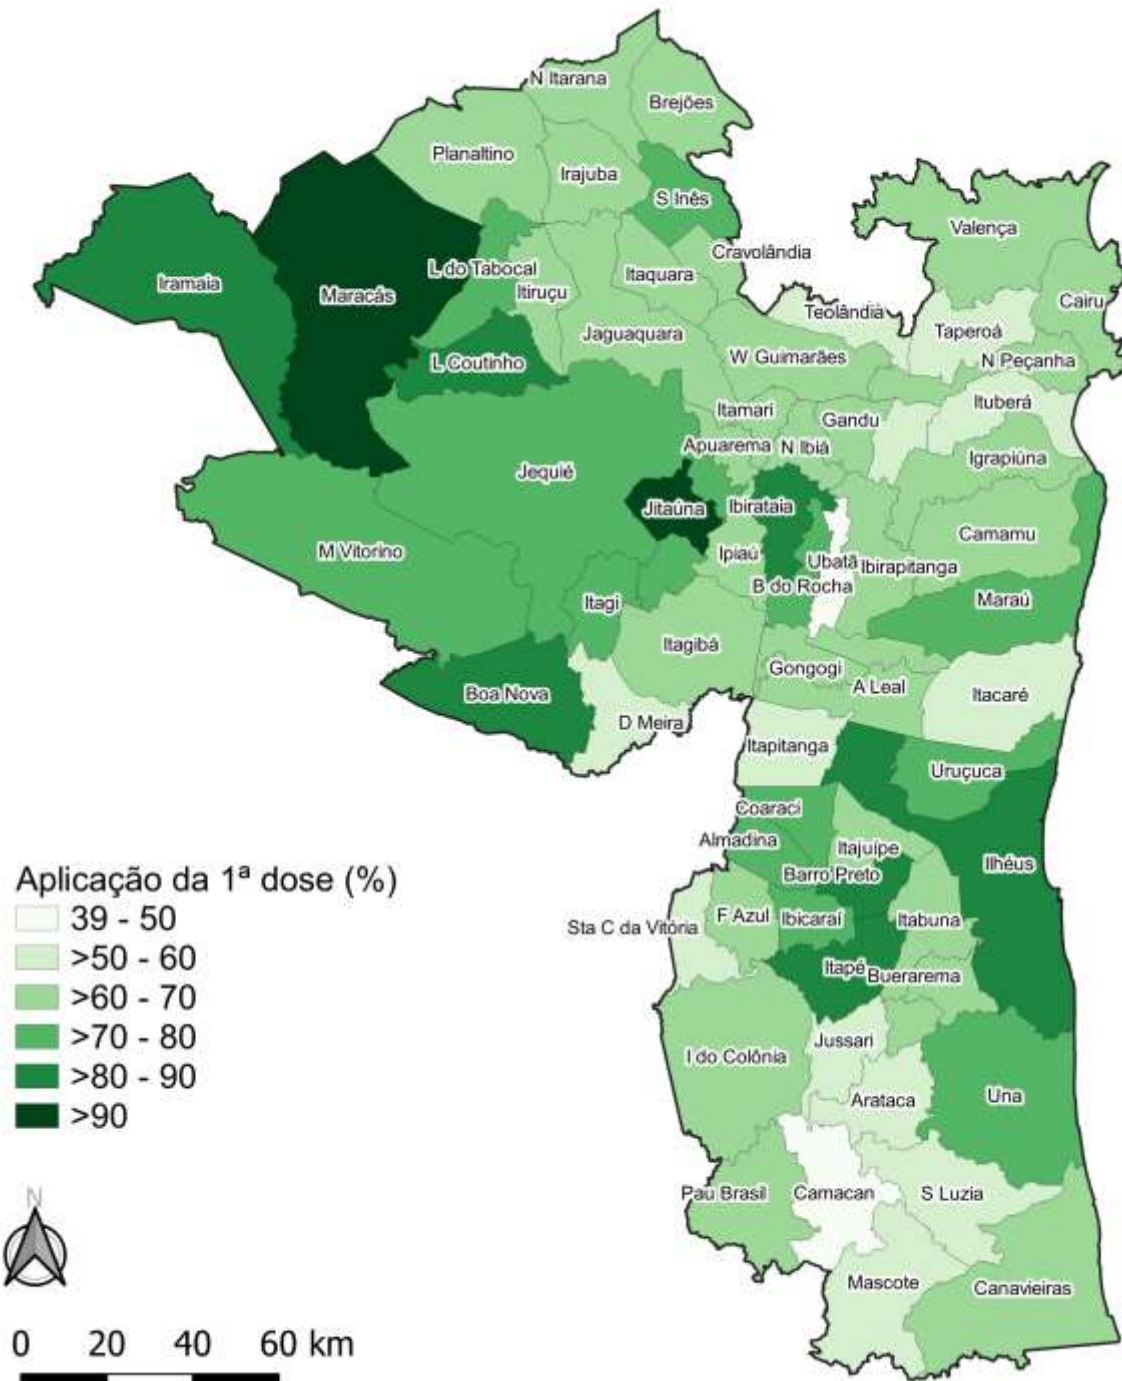 N Itarana
Brejões
Planaltino
Irajuba
S Inês
Valença
Cravolândia
L do Tabocal
Itaquara
Iramaia
Maracás
Itiruçu
Cairu
Teolândia
Taperoá
Jaguaquara
W Guimarães
L Coutinho
N Peçanha
Ituberá
Itamari
Gandu
Apuarema
N Ibiá
Igrapiúna
Jequié
Jitaúna
Ibirataia
Camamu
M Vitorino
Ipiaú
Ubatã
Ibirapitanga
B do Rocha
Maraú
Itagi
Itagibá
Gongogi
A Leal
Itacaré
Boa Nova
D Meira
Itapitanga
Uruçuca
Coaraci
Almadina
Itajuípe
Ilhéus
Barro Preto
F Azul
Ibicaraí
Itabuna
Sta C da Vitória
Itapé
Buerarema
Jussari
I do Colônia
Arataca
Una
Pau Brasil
Camacan
S Luzia
Mascote
Canavieiras
Aplicação da 1ª dose (%)
39 - 50
>50 - 60
>60 - 70
>70 - 80
>80 - 90
>90
N
0 20 40 60 km